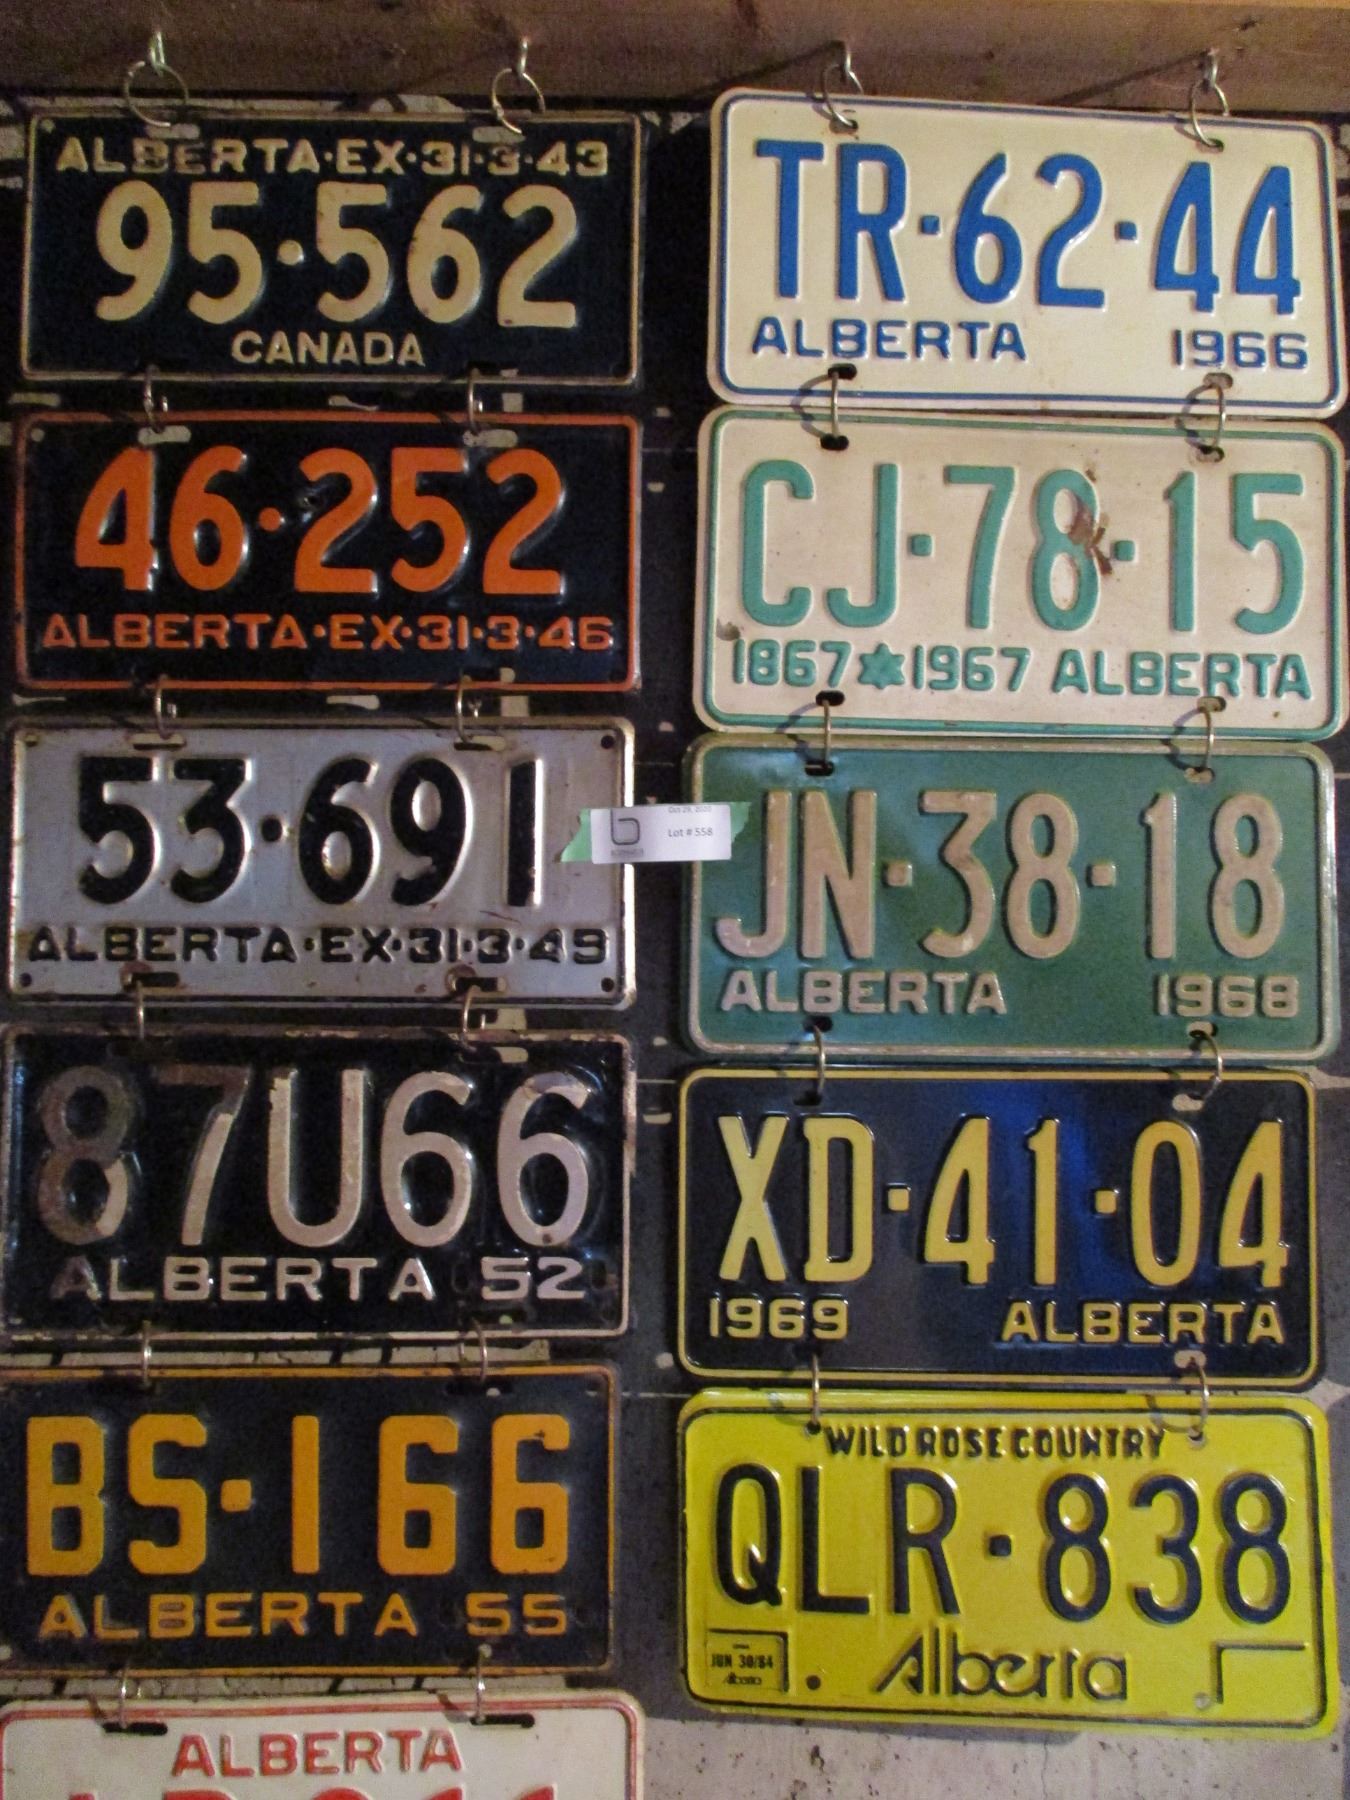 ALBERTA·EX·31·3·43
95·562
CANADA
46·252
ALBERTA·EX·31·3·46
53·691
ALBERTA·EX·31·3·49
87U66
ALBERTA 52
BS·166
ALBERTA 55
ALBERTA
Lot # 558
TR·62·44
ALBERTA 1966
CJ·78·15
1867 1967 ALBERTA
JN·38·18
ALBERTA 1968
XD·41·04
1969 ALBERTA
WILD ROSE COUNTRY
QLR·838
JUN 30/84
Alberta
Alberta